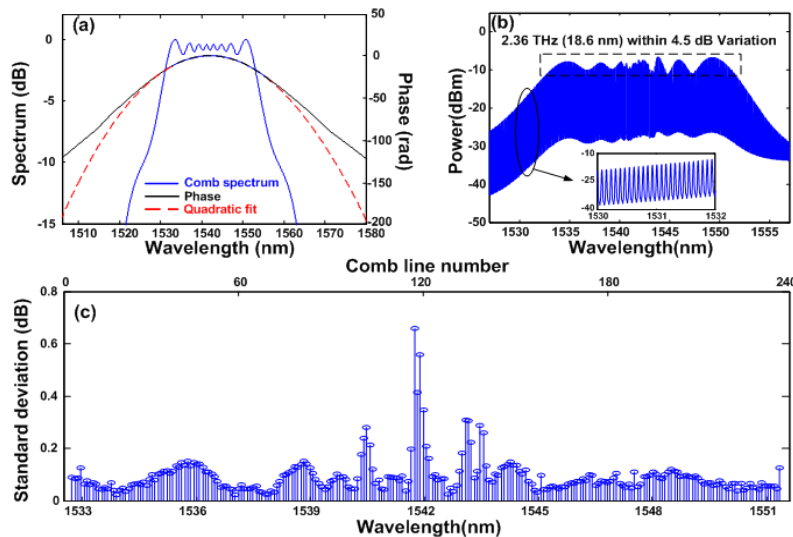 (a)
Spectrum (dB)
0
-5
-10
-15
Phase (rad)
50
0
-50
-100
-150
-200
Comb spectrum
Phase
Quadratic fit
1510 1520 1530 1540 1550 1560 1570 1580
Wavelength (nm)
(b)
2.36 THz (18.6 nm) within 4.5 dB Variation
Power(dBm)
0
-10
-20
-30
-40
-50
-10
-25
-40
1530 1531 1532
1530 1535 1540 1545 1550 1555
Wavelength(nm)
Comb line number
0 60 120 180 240
(c)
Standard deviation (dB)
0.8
0.6
0.4
0.2
0
1533 1536 1539 1542 1545 1548 1551
Wavelength(nm)